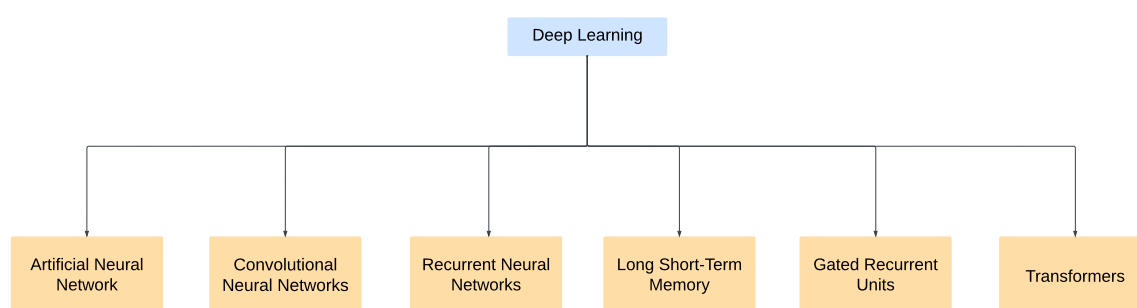 Deep Learning
Artificial Neural
Network
Convolutional
Neural Networks
Recurrent Neural
Networks
Long Short-Term
Memory
Gated Recurrent
Units
Transformers